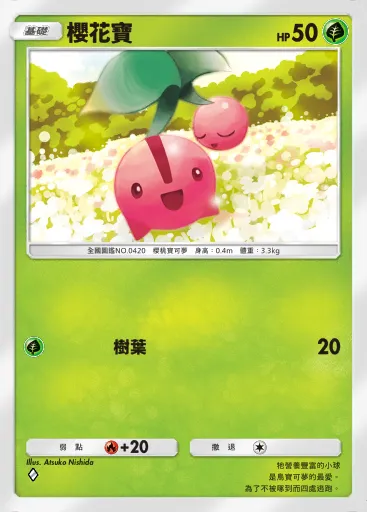 基礎 櫻花寶 HP 50
全國圖鑑NO.0420 櫻桃寶可夢 身高:0.4m 體重:3.3kg
樹葉 20
弱點 +20 撤退
Illus. Atsuko Nishida
牠營養豐富的小球
是鳥寶可夢的最愛。
為了不被啄到而四處逃跑。